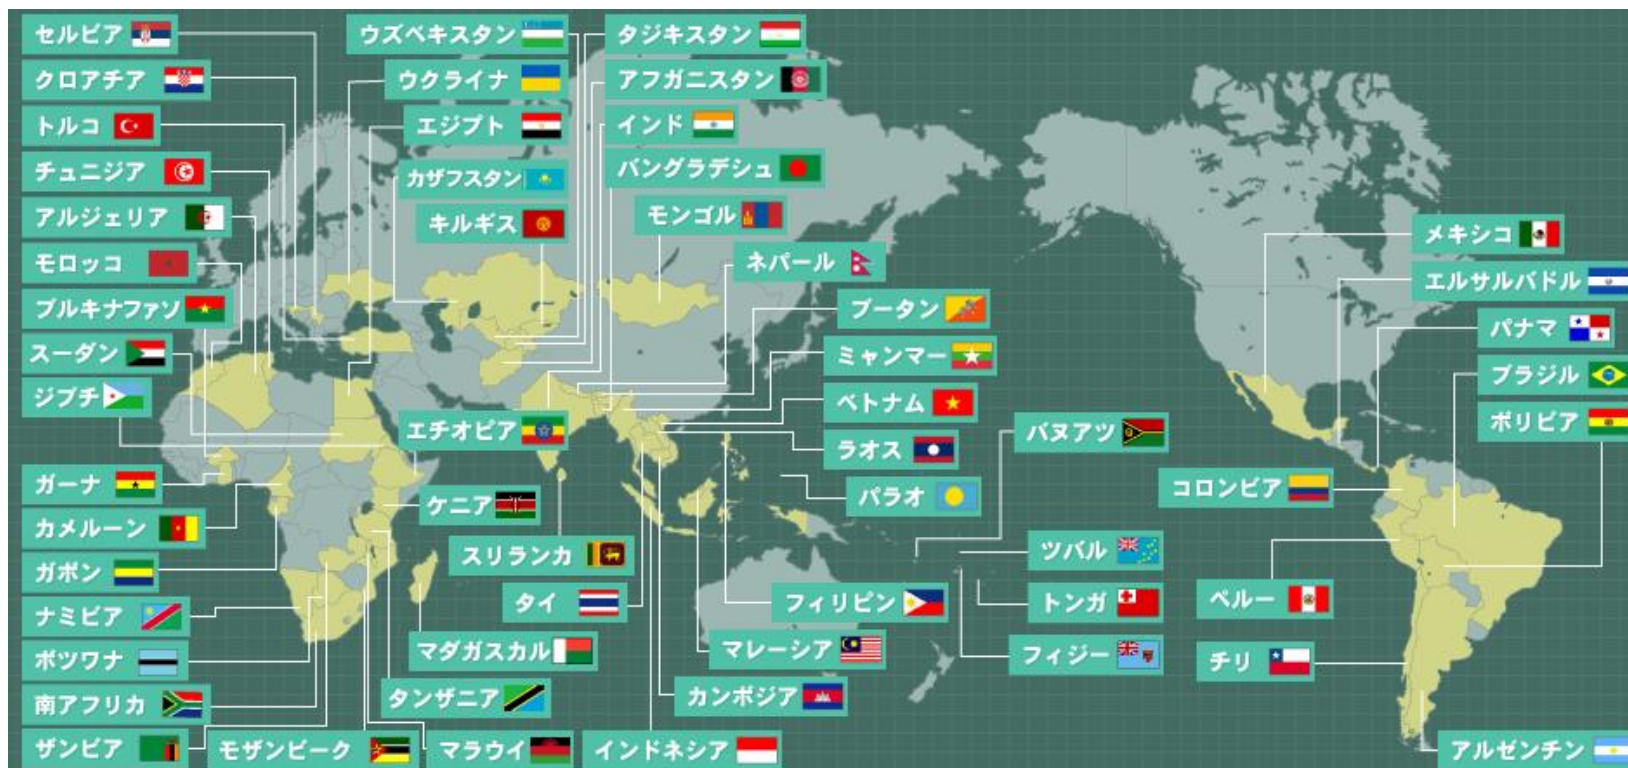 セルビア
クロアチア
トルコ
チュニジア
アルジェリア
モロッコ
ブルキナファソ
スーダン
ジブチ
ガーナ
カメルーン
ガボン
ナミビア
ボツワナ
南アフリカ
ザンビア
ウズベキスタン
ウクライナ
エジプト
カザフスタン
キルギス
エチオピア
ケニア
スリランカ
タイ
マダガスカル
タンザニア
モザンビーク
マラウイ
タジキスタン
アフガニスタン
インド
バングラデシュ
モンゴル
ネパール
ブータン
ミャンマー
ベトナム
ラオス
パラオ
フィリピン
マレーシア
カンボジア
インドネシア
バヌアツ
ツバル
トンガ
フィジー
メキシコ
エルサルバドル
パナマ
ブラジル
ボリビア
コロンビア
ペルー
チリ
アルゼンチン